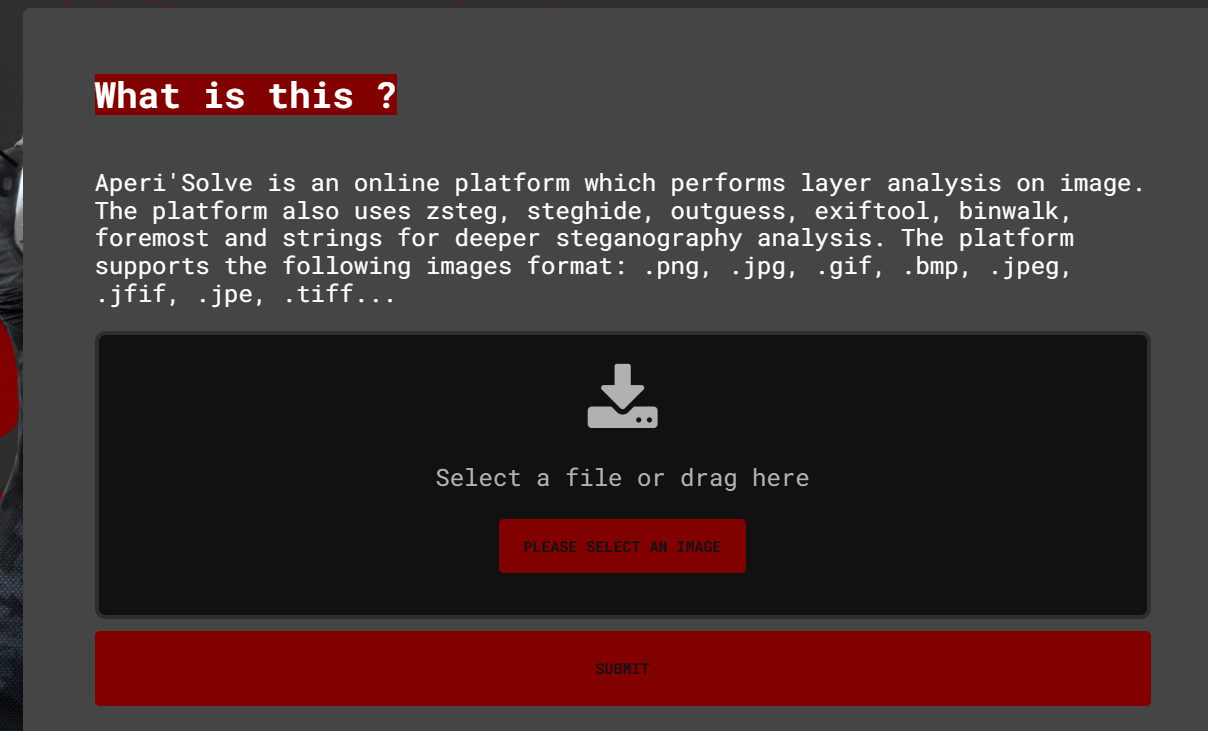 What is this ?
Aperi'Solve is an online platform which performs layer analysis on image.
The platform also uses zsteg, steghide, outguess, exiftool, binwalk,
foremost and strings for deeper steganography analysis. The platform
supports the following images format: .png, .jpg, .gif, .bmp, .jpeg,
.jfif, .jpe, .tiff...
Select a file or drag here
PLEASE SELECT AN IMAGE
SUBMIT